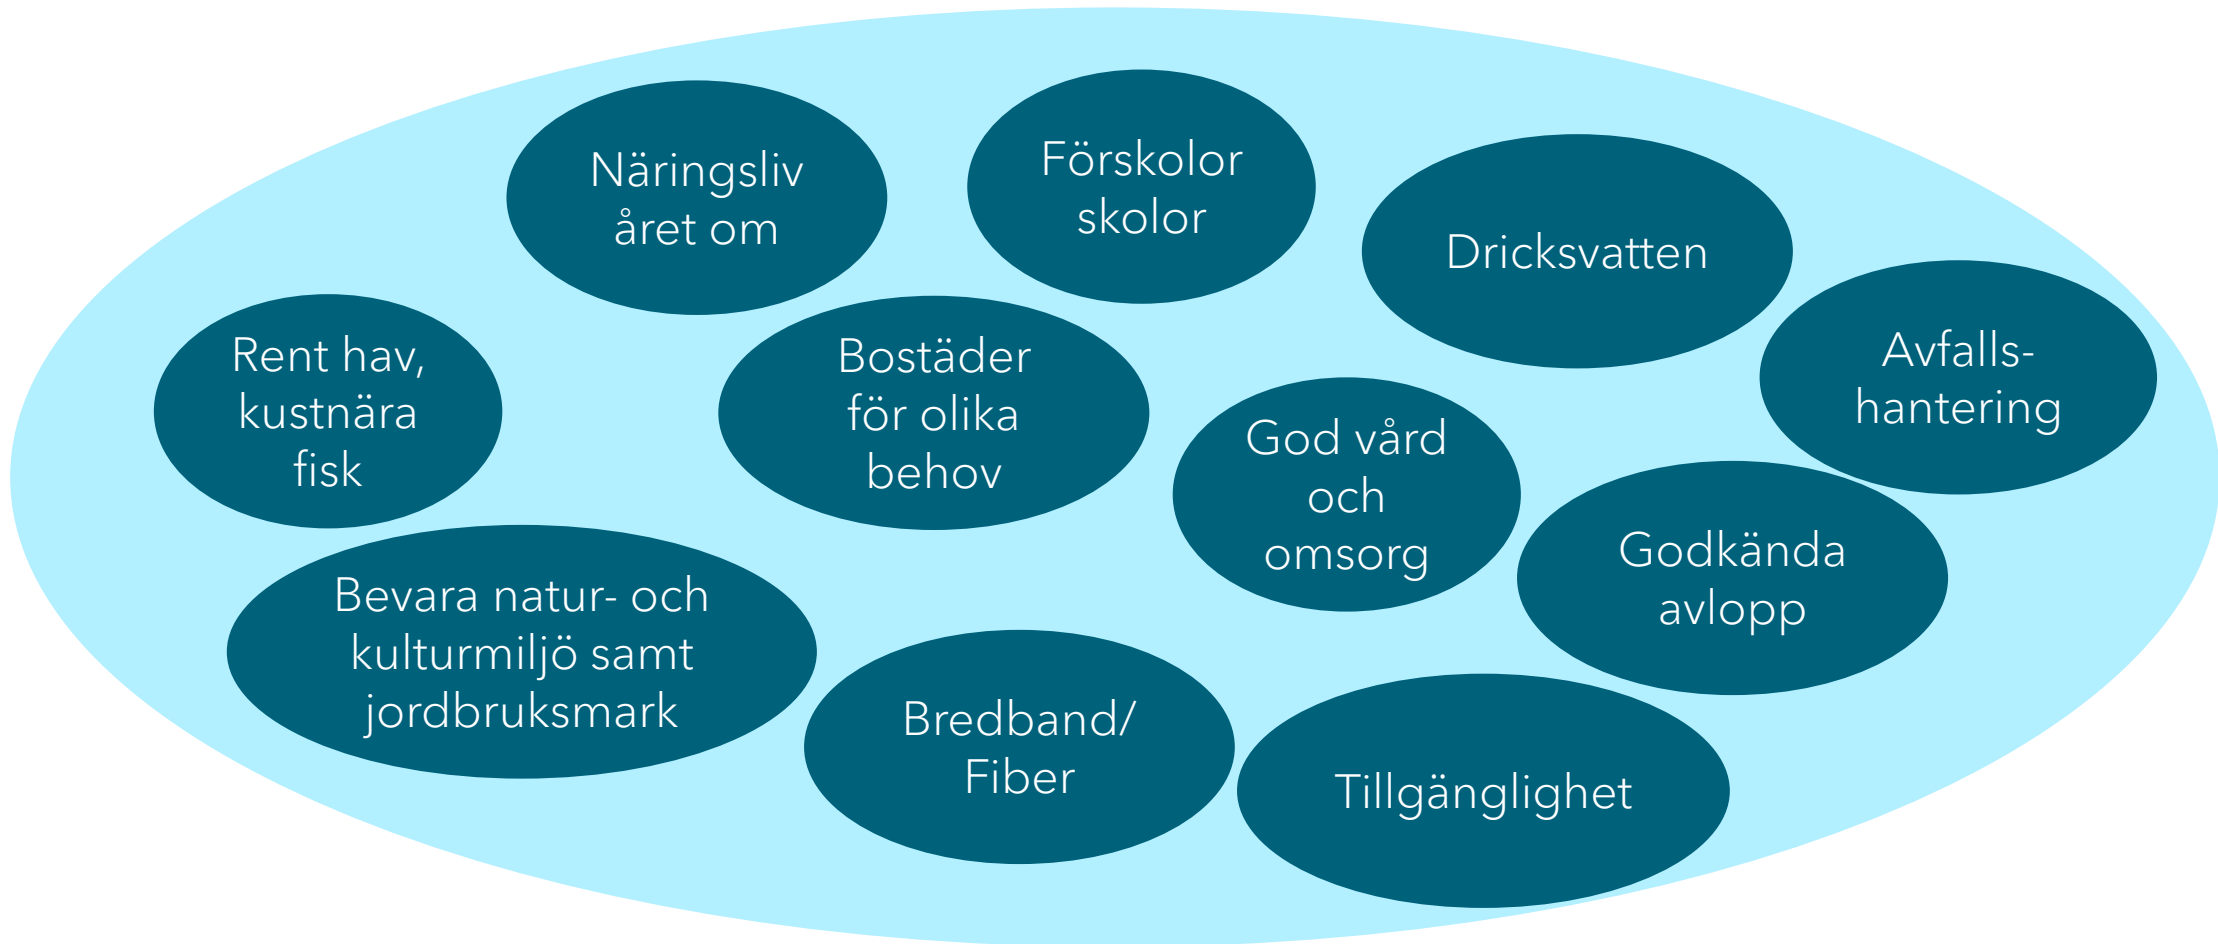 Näringsliv
året om
Förskolor
skolor
Dricksvatten
Avfalls-
hantering
Rent hav,
kustnära
fisk
Bostäder
för olika
behov
God vård
och
omsorg
Godkända
avlopp
Bevara natur- och
kulturmiljö samt
jordbruksmark
Bredband/
Fiber
Tillgänglighet